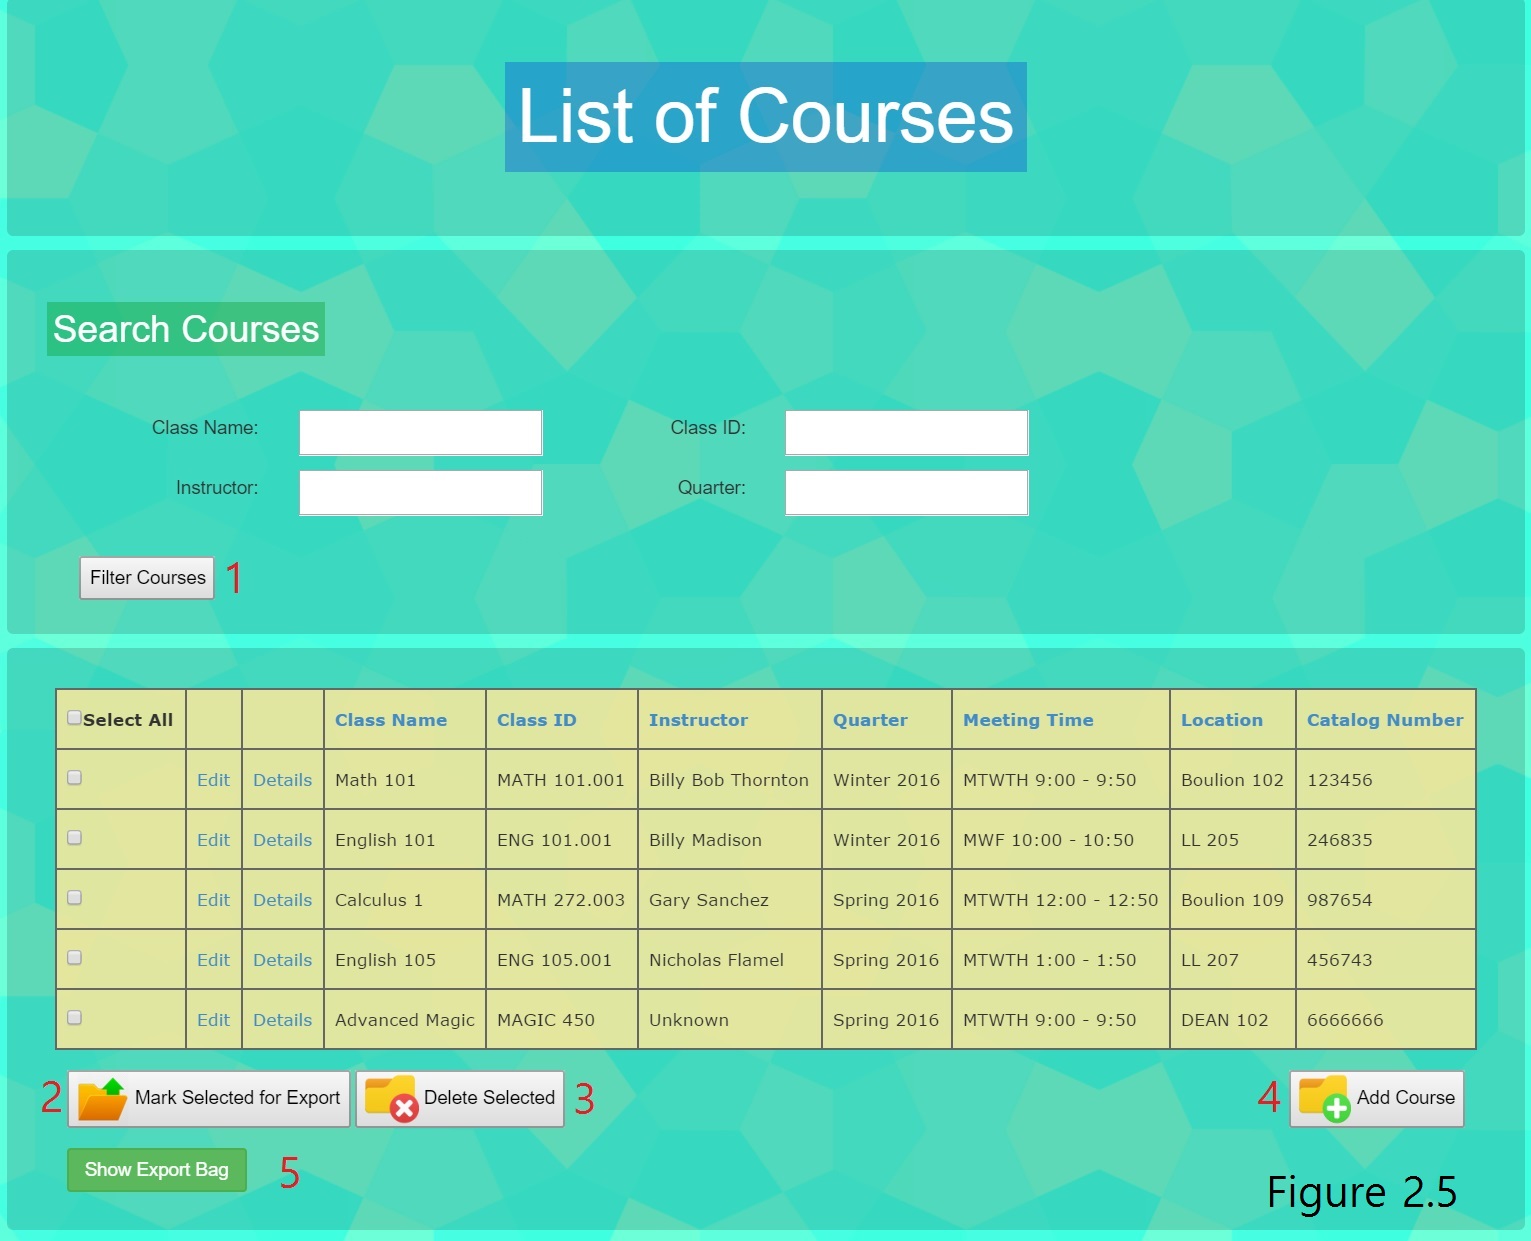 List of Courses
Search Courses
Class Name: Class ID:
Instructor: Quarter:
Filter Courses 1
Select All Class Name Class ID Instructor Quarter Meeting Time Location Catalog Number
Edit Details Math 101 MATH 101.001 Billy Bob Thornton Winter 2016 MTWTH 9:00 - 9:50 Boulion 102 123456
Edit Details English 101 ENG 101.001 Billy Madison Winter 2016 MWF 10:00 - 10:50 LL 205 246835
Edit Details Calculus 1 MATH 272.003 Gary Sanchez Spring 2016 MTWTH 12:00 - 12:50 Boulion 109 987654
Edit Details English 105 ENG 105.001 Nicholas Flamel Spring 2016 MTWTH 1:00 - 1:50 LL 207 456743
Edit Details Advanced Magic MAGIC 450 Unknown Spring 2016 MTWTH 9:00 - 9:50 DEAN 102 6666666
2 Mark Selected for Export Delete Selected 3 4 Add Course
Show Export Bag 5
Figure 2.5